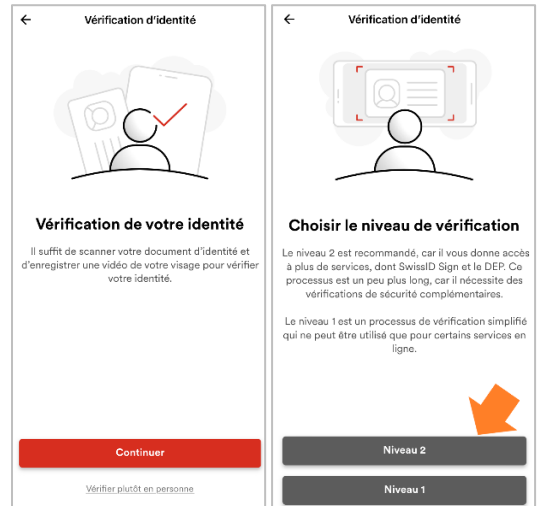 Vérification d'identité
Vérification de votre identité
Il suffit de scanner votre document d'identité et
d'enregistrer une vidéo de votre visage pour vérifier
votre identité.
Continuer
Vérifier plutôt en personne
Vérification d'identité
Choisir le niveau de vérification
Le niveau 2 est recommandé, car il vous donne accès
à plus de services, dont SwissID Sign et le DEP. Ce
processus est un peu plus long, car il nécessite des
vérifications de sécurité complémentaires.
Le niveau 1 est un processus de vérification simplifié
qui ne peut être utilisé que pour certains services en
ligne.
Niveau 2
Niveau 1